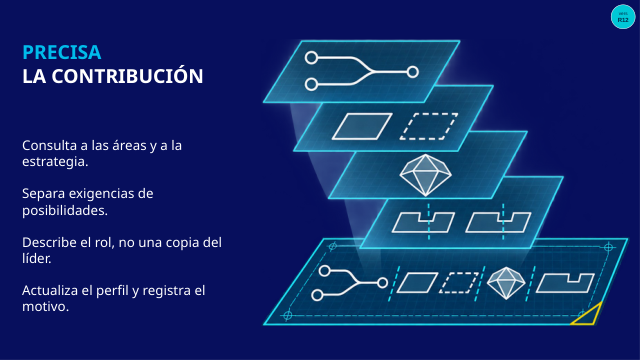 PRECISA
LA CONTRIBUCIÓN
Consulta a las áreas y a la
estrategia.
Separa exigencias de
posibilidades.
Describe el rol, no una copia del
líder.
Actualiza el perfil y registra el
motivo.
R12